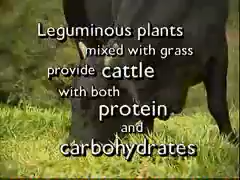 Leguminous plants
mixed with grass
provide cattle
with both
protein
and
carbohydrates